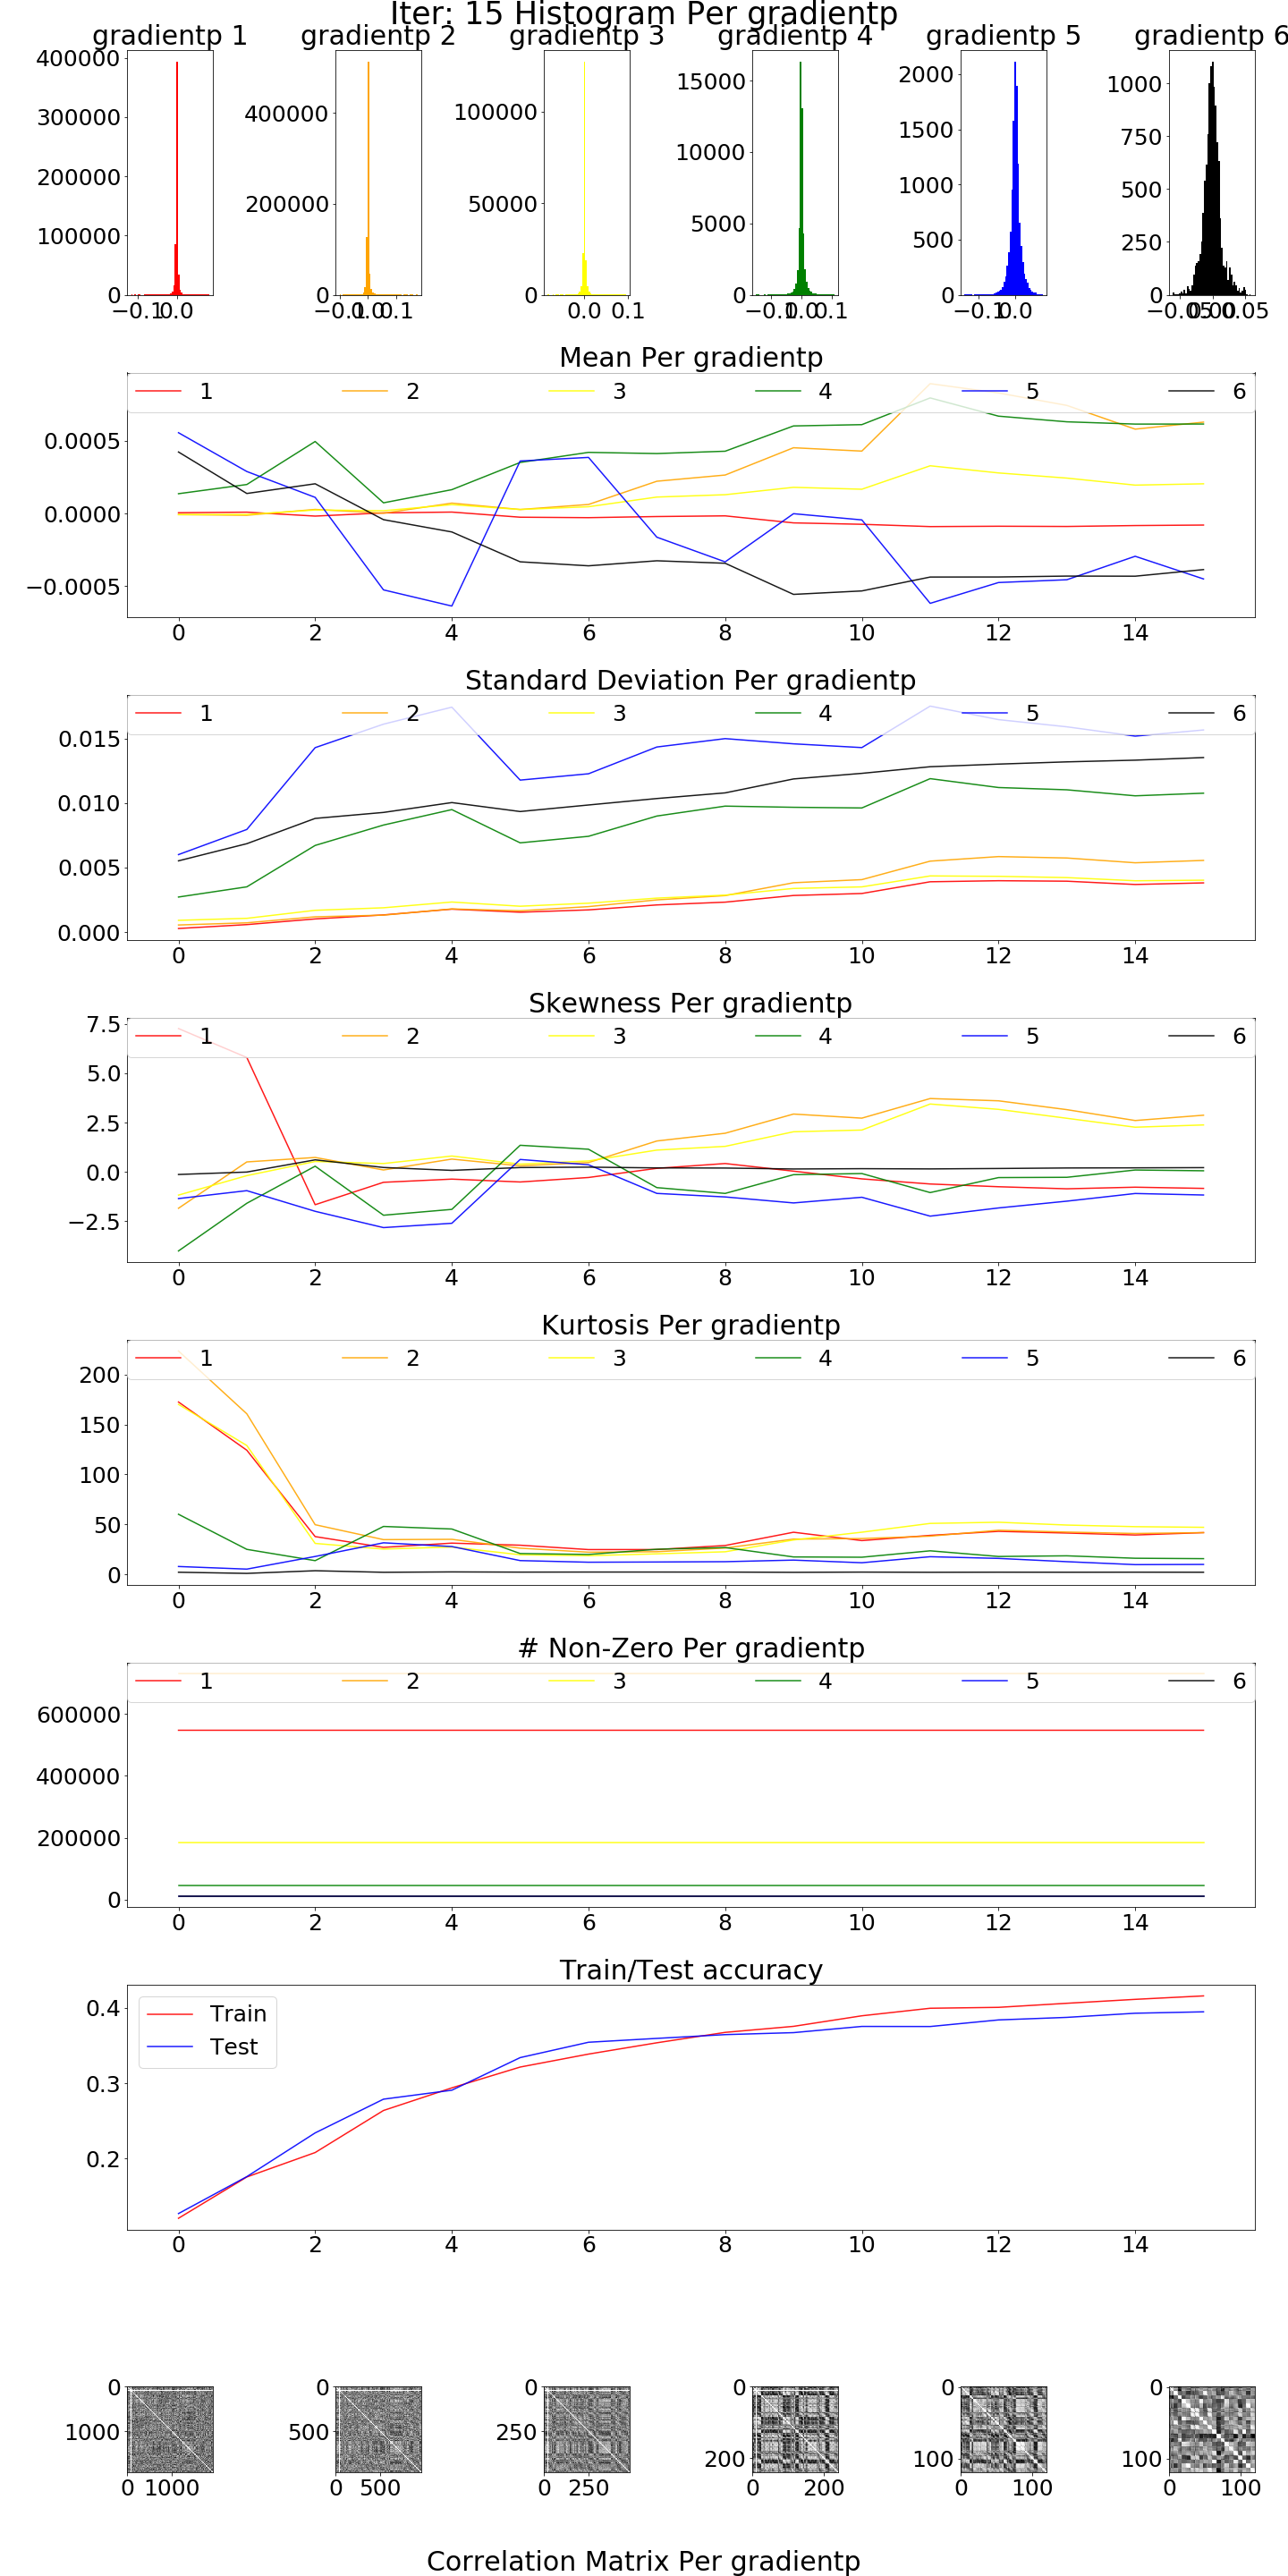 Iter: 15 Histogram Per gradientp
gradientp 1 gradientp 2 gradientp 3 gradientp 4 gradientp 5 gradientp 6
400000
300000
200000
100000
0
−0.1 0.0
400000
200000
0
−0.1 0.0 0.1
100000
50000
0
0.0 0.1
15000
10000
5000
0
−0.1 0.0 0.1
2000
1500
1000
500
0
−0.1 0.0
1000
750
500
250
0
−0.05 0.00 0.05
Mean Per gradientp
1 2 3 4 5 6
0.0005
0.0000
−0.0005
0 2 4 6 8 10 12 14
Standard Deviation Per gradientp
1 2 3 4 5 6
0.015
0.010
0.005
0.000
0 2 4 6 8 10 12 14
Skewness Per gradientp
1 2 3 4 5 6
7.5
5.0
2.5
0.0
−2.5
0 2 4 6 8 10 12 14
Kurtosis Per gradientp
1 2 3 4 5 6
200
150
100
50
0
0 2 4 6 8 10 12 14
# Non-Zero Per gradientp
1 2 3 4 5 6
600000
400000
200000
0
0 2 4 6 8 10 12 14
Train/Test accuracy
Train
Test
0.4
0.3
0.2
0 2 4 6 8 10 12 14
0
1000
0 1000
0
500
0 500
0
250
0 250
0
200
0 200
0
100
0 100
0
100
0 100
Correlation Matrix Per gradientp